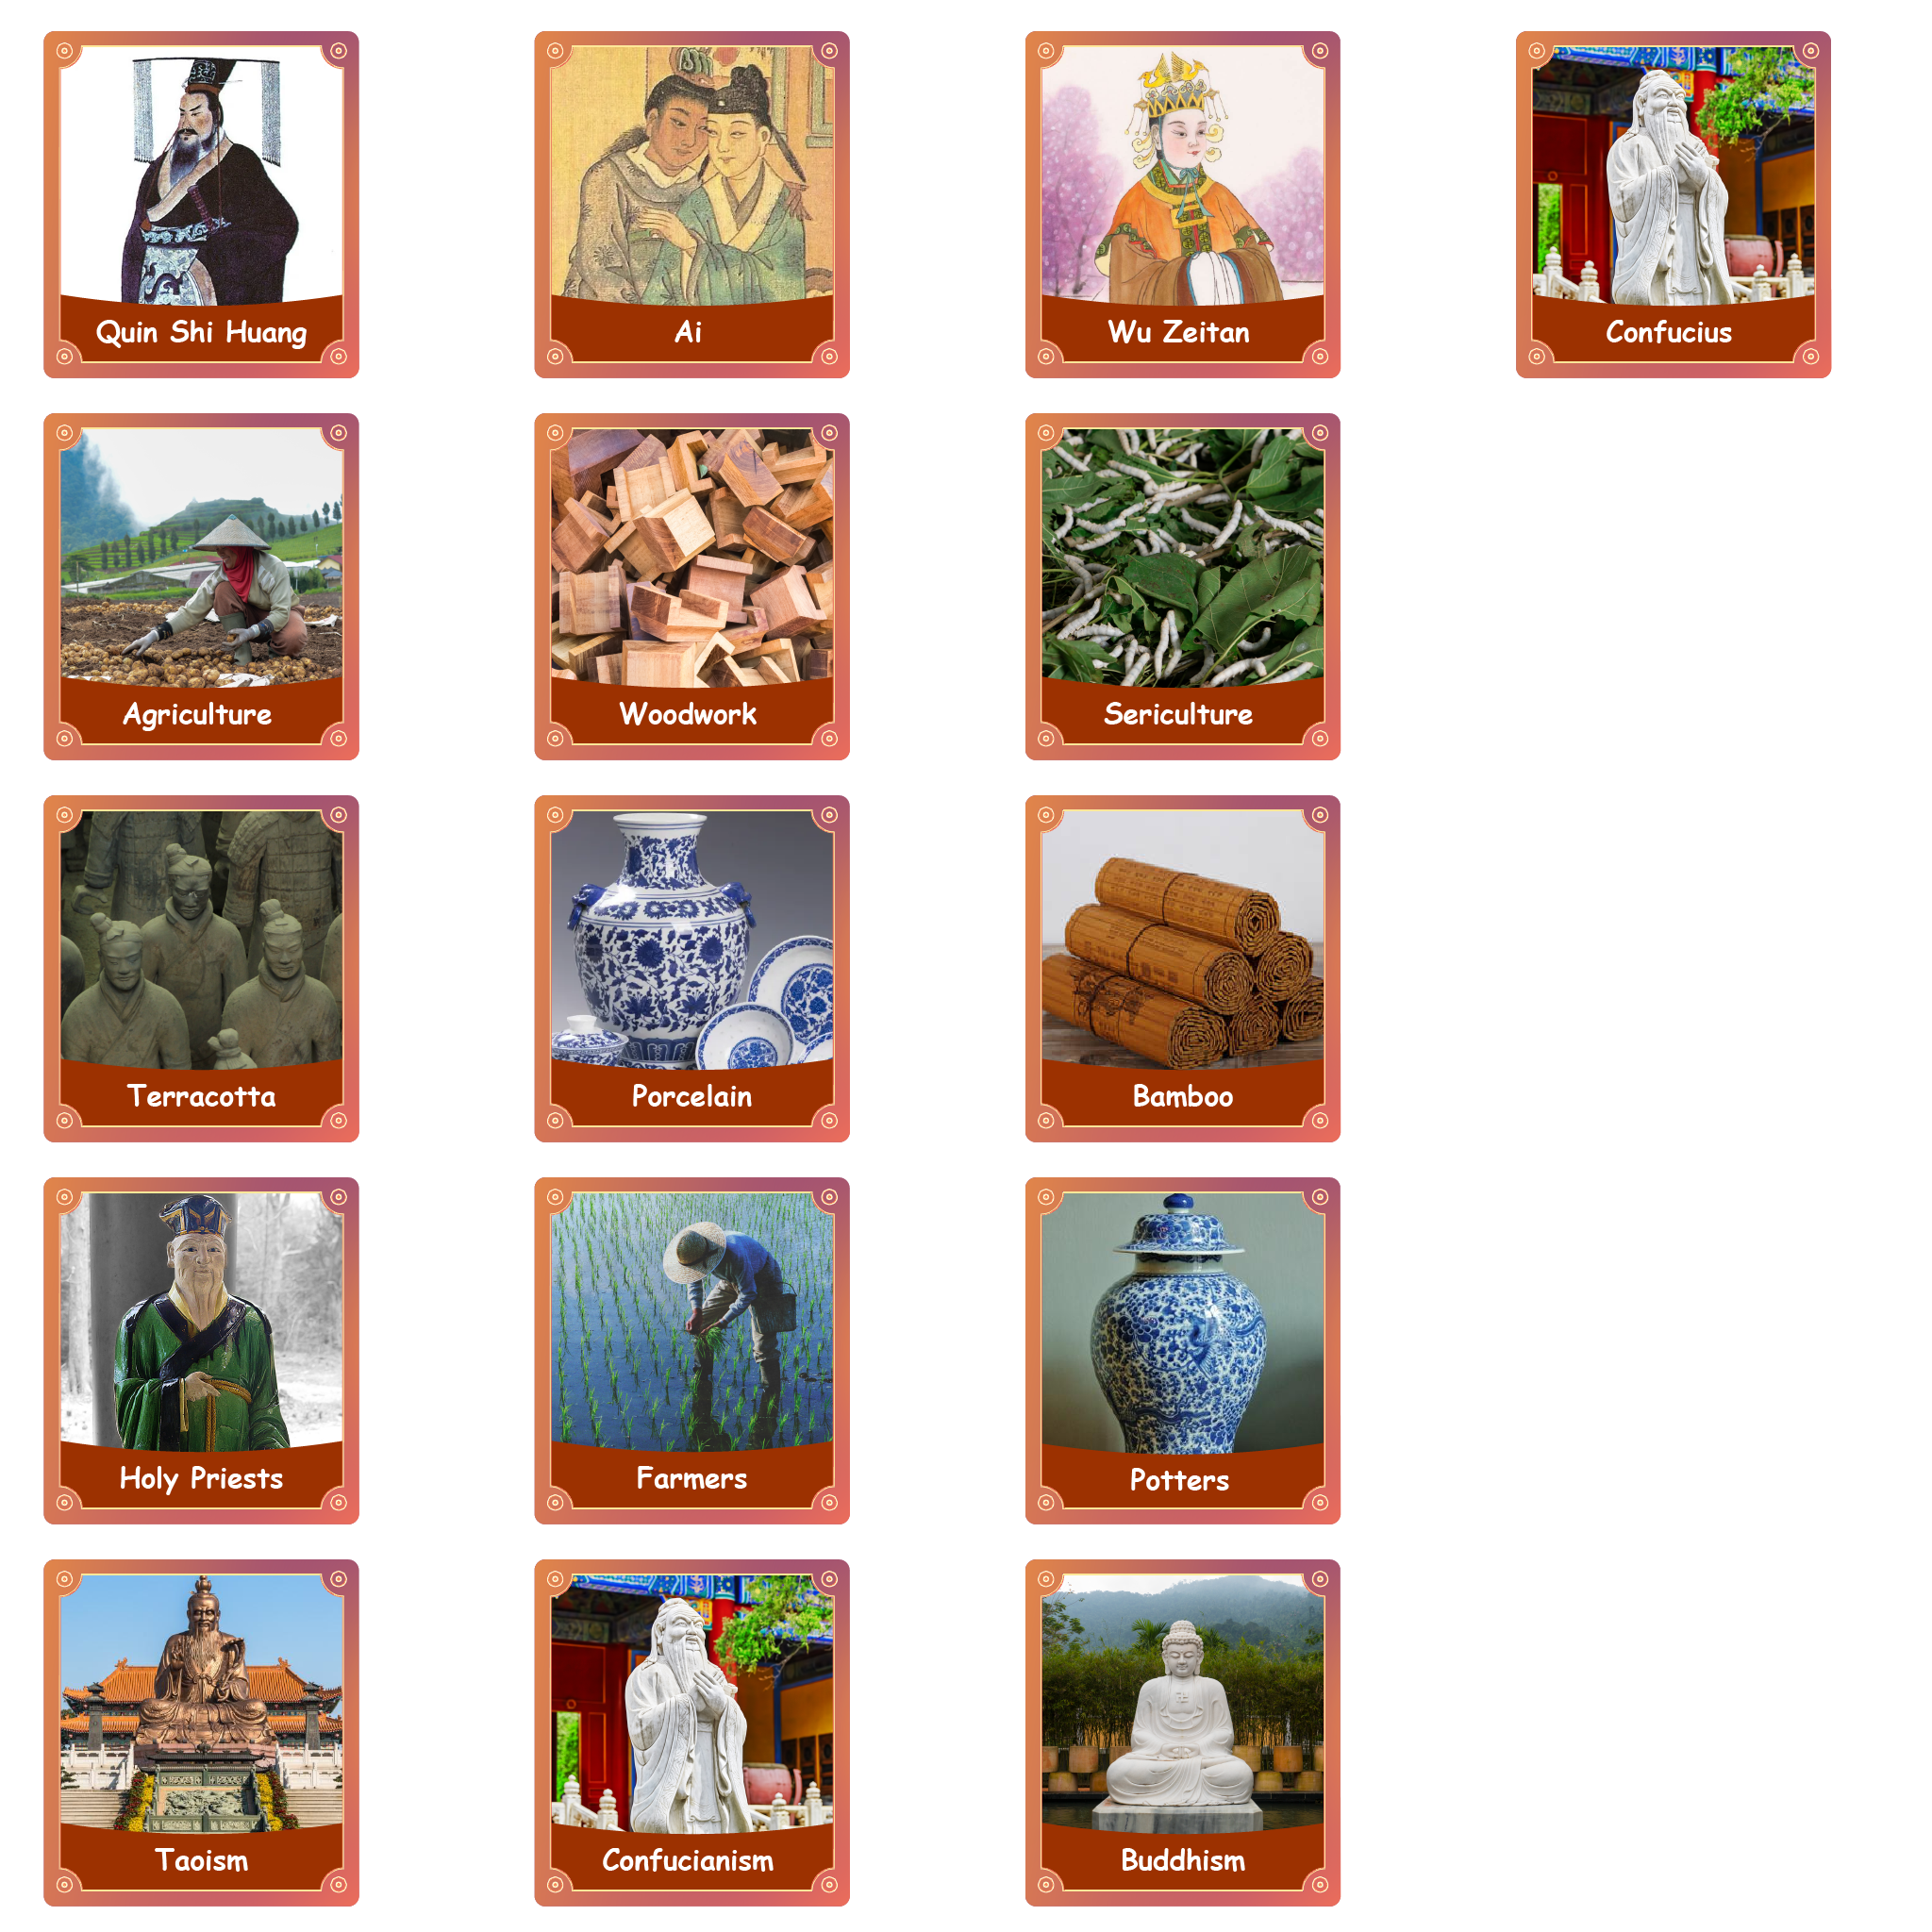 Quin Shi Huang
Ai
Wu Zeitan
Confucius
Agriculture
Woodwork
Sericulture
Terracotta
Porcelain
Bamboo
Holy Priests
Farmers
Potters
Taoism
Confucianism
Buddhism